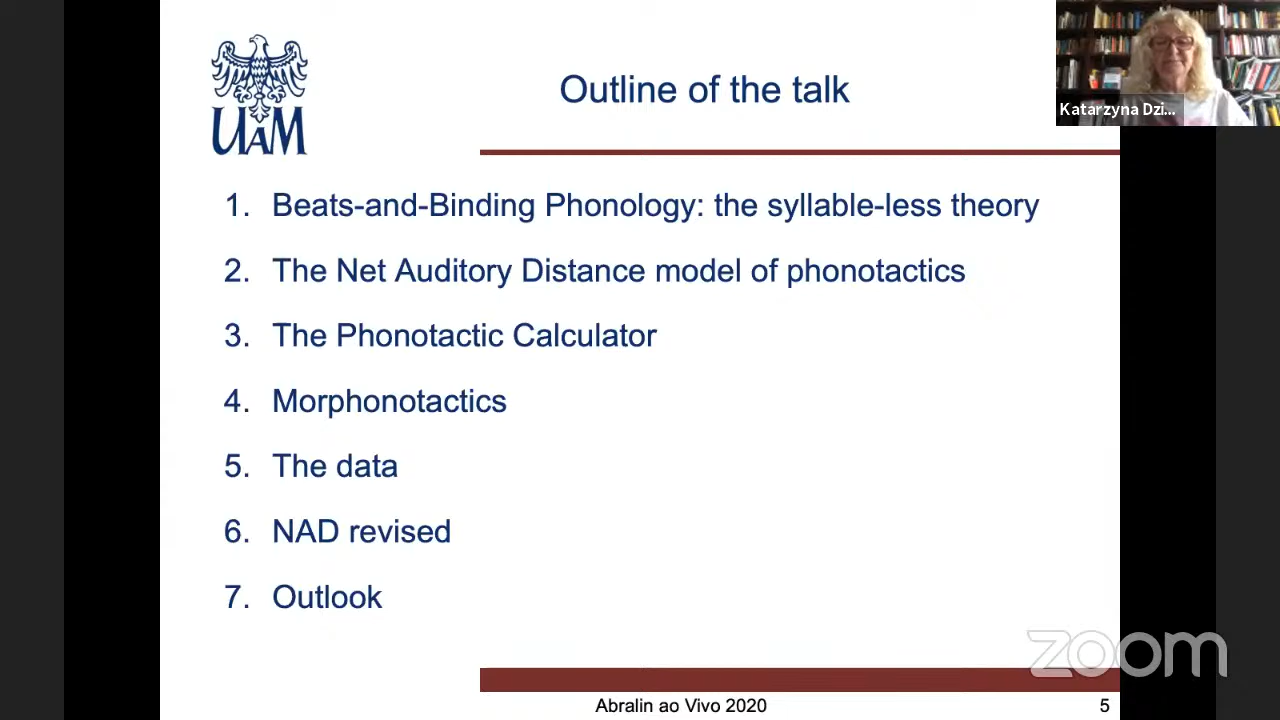 UAM
Outline of the talk
Katarzyna Dzi...
1. Beats-and-Binding Phonology: the syllable-less theory
2. The Net Auditory Distance model of phonotactics
3. The Phonotactic Calculator
4. Morphonotactics
5. The data
6. NAD revised
7. Outlook
zoom
Abralin ao Vivo 2020
5